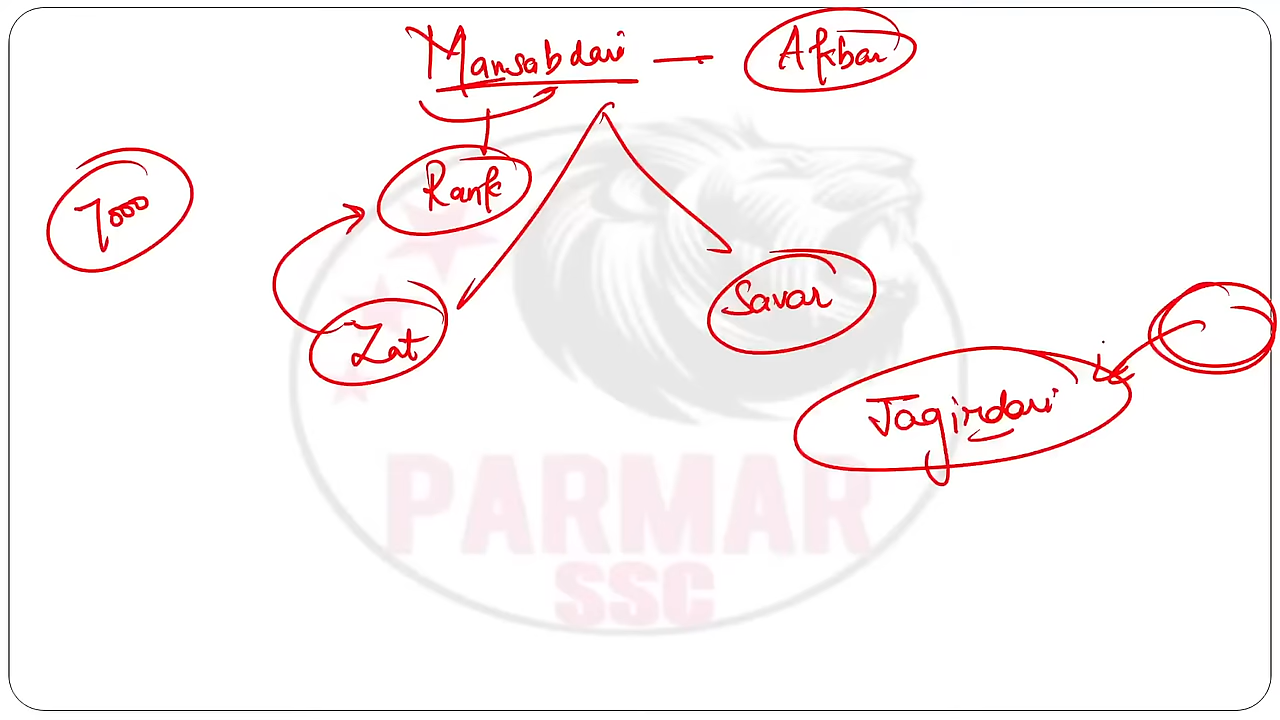 Mansabdari — Akbar
Rank
7000
Zat
Savar
Jagirdari
PARMAR
SSC